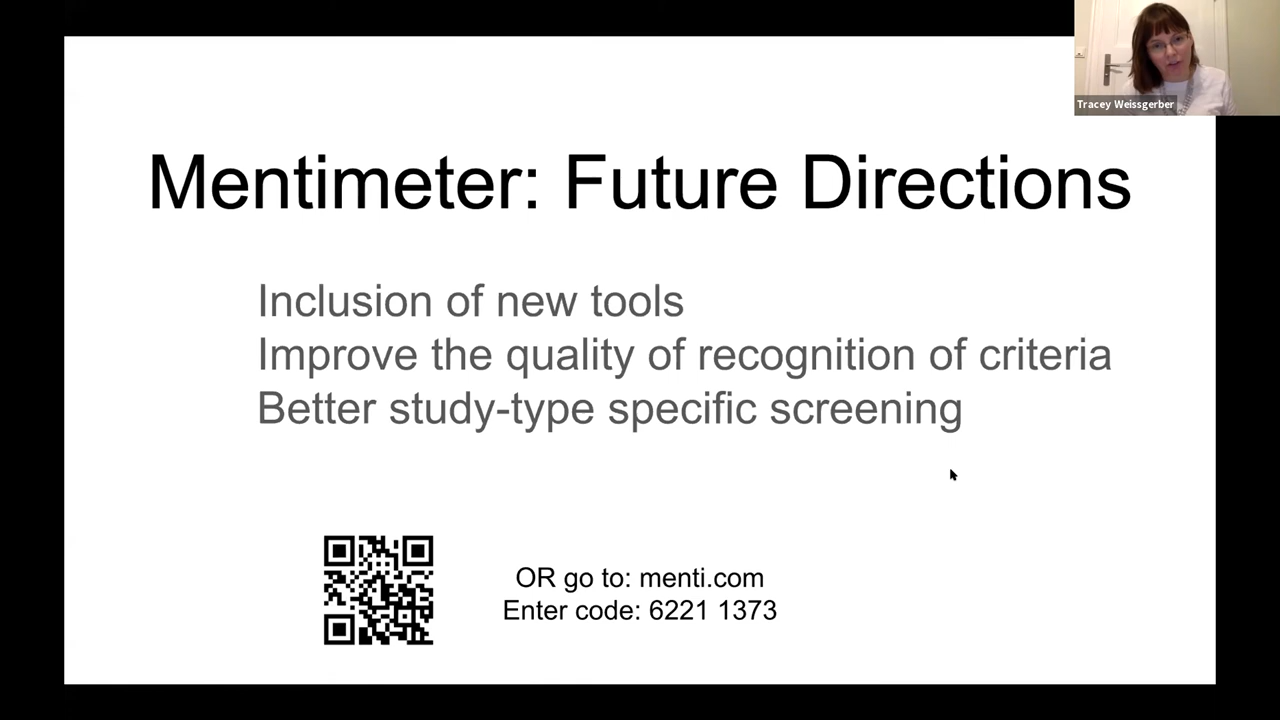 Tracey Weissgerber
Mentimeter: Future Directions
Inclusion of new tools
Improve the quality of recognition of criteria
Better study-type specific screening
OR go to: menti.com
Enter code: 6221 1373